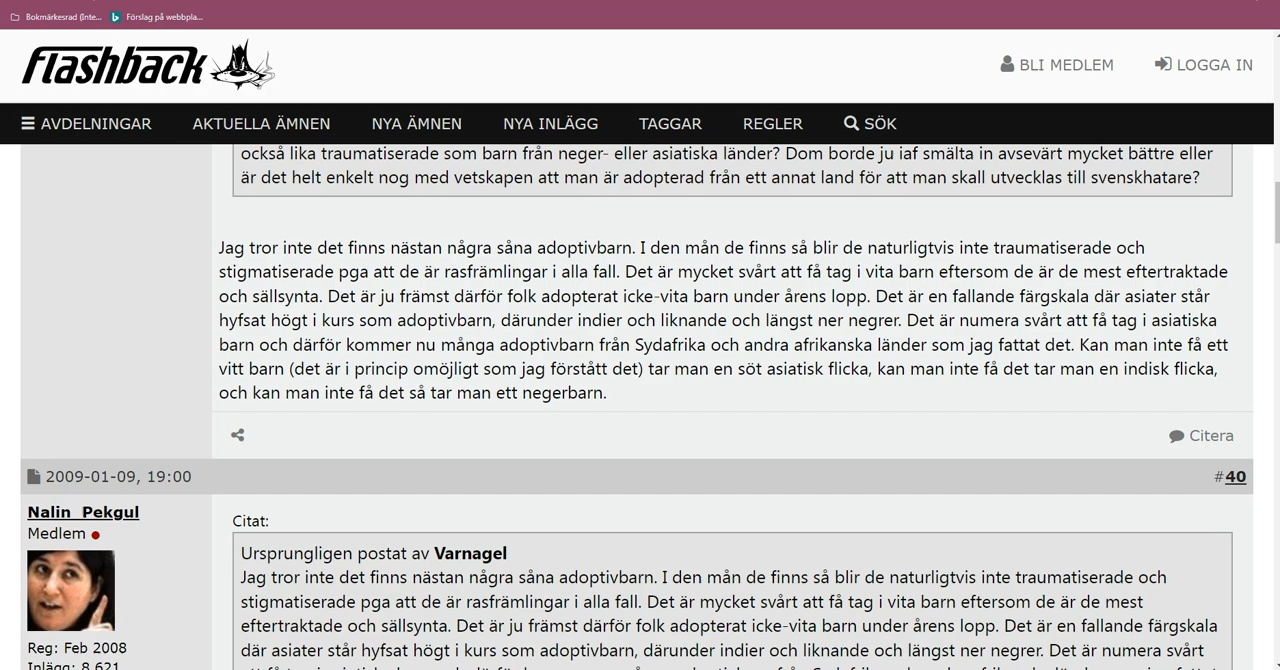 Bokmärkesrad (Inte...
Förslag på webbpla...
flashback
BLI MEDLEM
LOGGA IN
AVDELNINGAR
AKTUELLA ÄMNEN
NYA ÄMNEN
NYA INLÄGG
TAGGAR
REGLER
SÖK
också lika traumatiserade som barn från neger- eller asiatiska länder? Dom borde ju iaf smälta in avsevärt mycket bättre eller
är det helt enkelt nog med vetskapen att man är adopterad från ett annat land för att man skall utvecklas till svenskhatare?
Jag tror inte det finns nästan några såna adoptivbarn. I den mån de finns så blir de naturligtvis inte traumatiserade och
stigmatiserade pga att de är rasfrämlingar i alla fall. Det är mycket svårt att få tag i vita barn eftersom de är de mest eftertraktade
och sällsynta. Det är ju främst därför folk adopterat icke-vita barn under årens lopp. Det är en fallande färgskala där asiater står
hyfsat högt i kurs som adoptivbarn, därunder indier och liknande och längst ner negrer. Det är numera svårt att få tag i asiatiska
barn och därför kommer nu många adoptivbarn från Sydafrika och andra afrikanska länder som jag fattat det. Kan man inte få ett
vitt barn (det är i princip omöjligt som jag förstått det) tar man en söt asiatisk flicka, kan man inte få det tar man en indisk flicka,
och kan man inte få det så tar man ett negerbarn.
Citera
2009-01-09, 19:00
#40
Nalin_Pekgul
Medlem
Reg: Feb 2008
Inlägg: 8 621
Citat:
Ursprungligen postat av Varnagel
Jag tror inte det finns nästan några såna adoptivbarn. I den mån de finns så blir de naturligtvis inte traumatiserade och
stigmatiserade pga att de är rasfrämlingar i alla fall. Det är mycket svårt att få tag i vita barn eftersom de är de mest
eftertraktade och sällsynta. Det är ju främst därför folk adopterat icke-vita barn under årens lopp. Det är en fallande färgskala
där asiater står hyfsat högt i kurs som adoptivbarn, därunder indier och liknande och längst ner negrer. Det är numera svårt